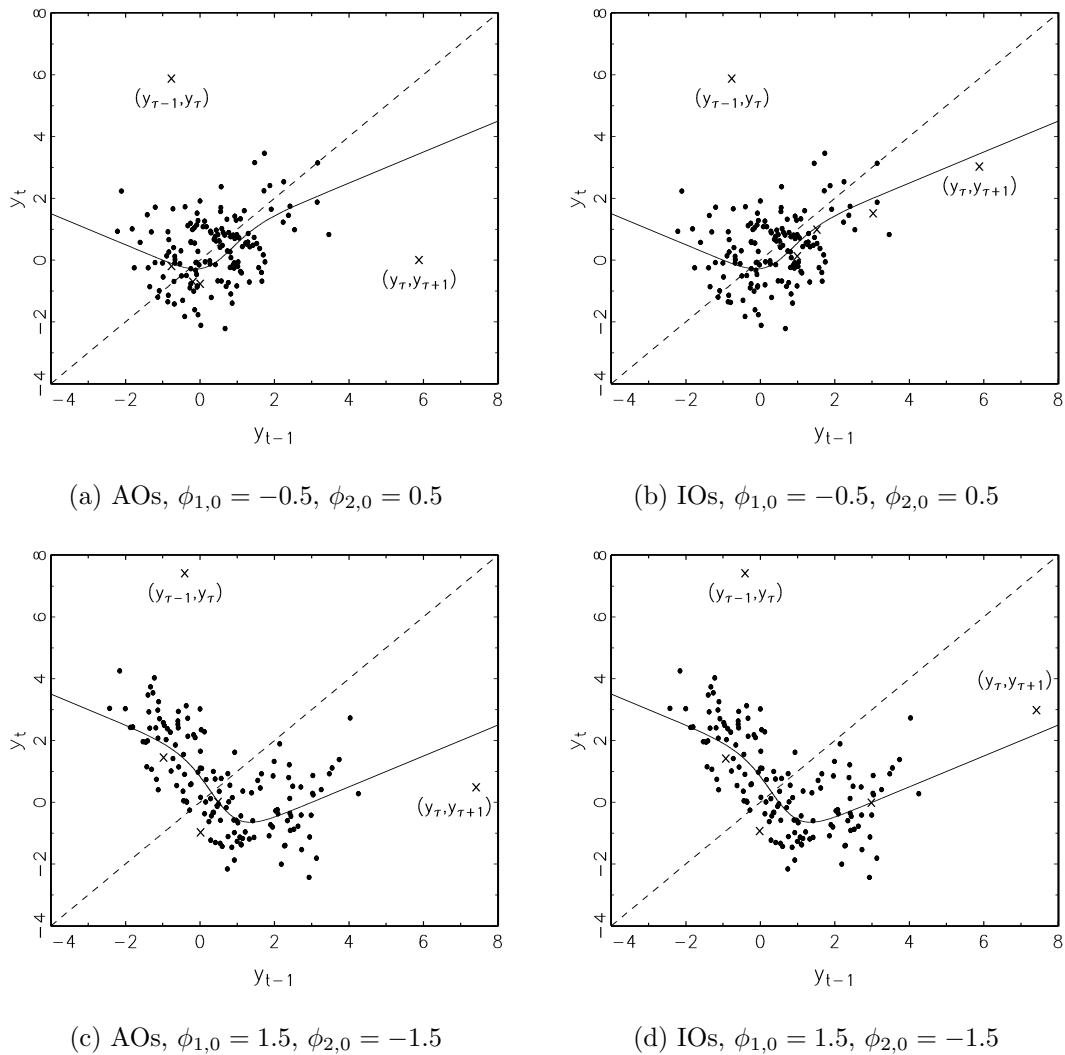 8
6
4
2
0
−2
−4
y_t
−4 −2 0 2 4 6 8
y_{t−1}
(y_{τ−1},y_τ)
(y_τ,y_{τ+1})
(a) AOs, ϕ_{1,0} = −0.5, ϕ_{2,0} = 0.5
8
6
4
2
0
−2
−4
y_t
−4 −2 0 2 4 6 8
y_{t−1}
(y_{τ−1},y_τ)
(y_τ,y_{τ+1})
(b) IOs, ϕ_{1,0} = −0.5, ϕ_{2,0} = 0.5
8
6
4
2
0
−2
−4
y_t
−4 −2 0 2 4 6 8
y_{t−1}
(y_{τ−1},y_τ)
(y_τ,y_{τ+1})
(c) AOs, ϕ_{1,0} = 1.5, ϕ_{2,0} = −1.5
8
6
4
2
0
−2
−4
y_t
−4 −2 0 2 4 6 8
y_{t−1}
(y_{τ−1},y_τ)
(y_τ,y_{τ+1})
(d) IOs, ϕ_{1,0} = 1.5, ϕ_{2,0} = −1.5